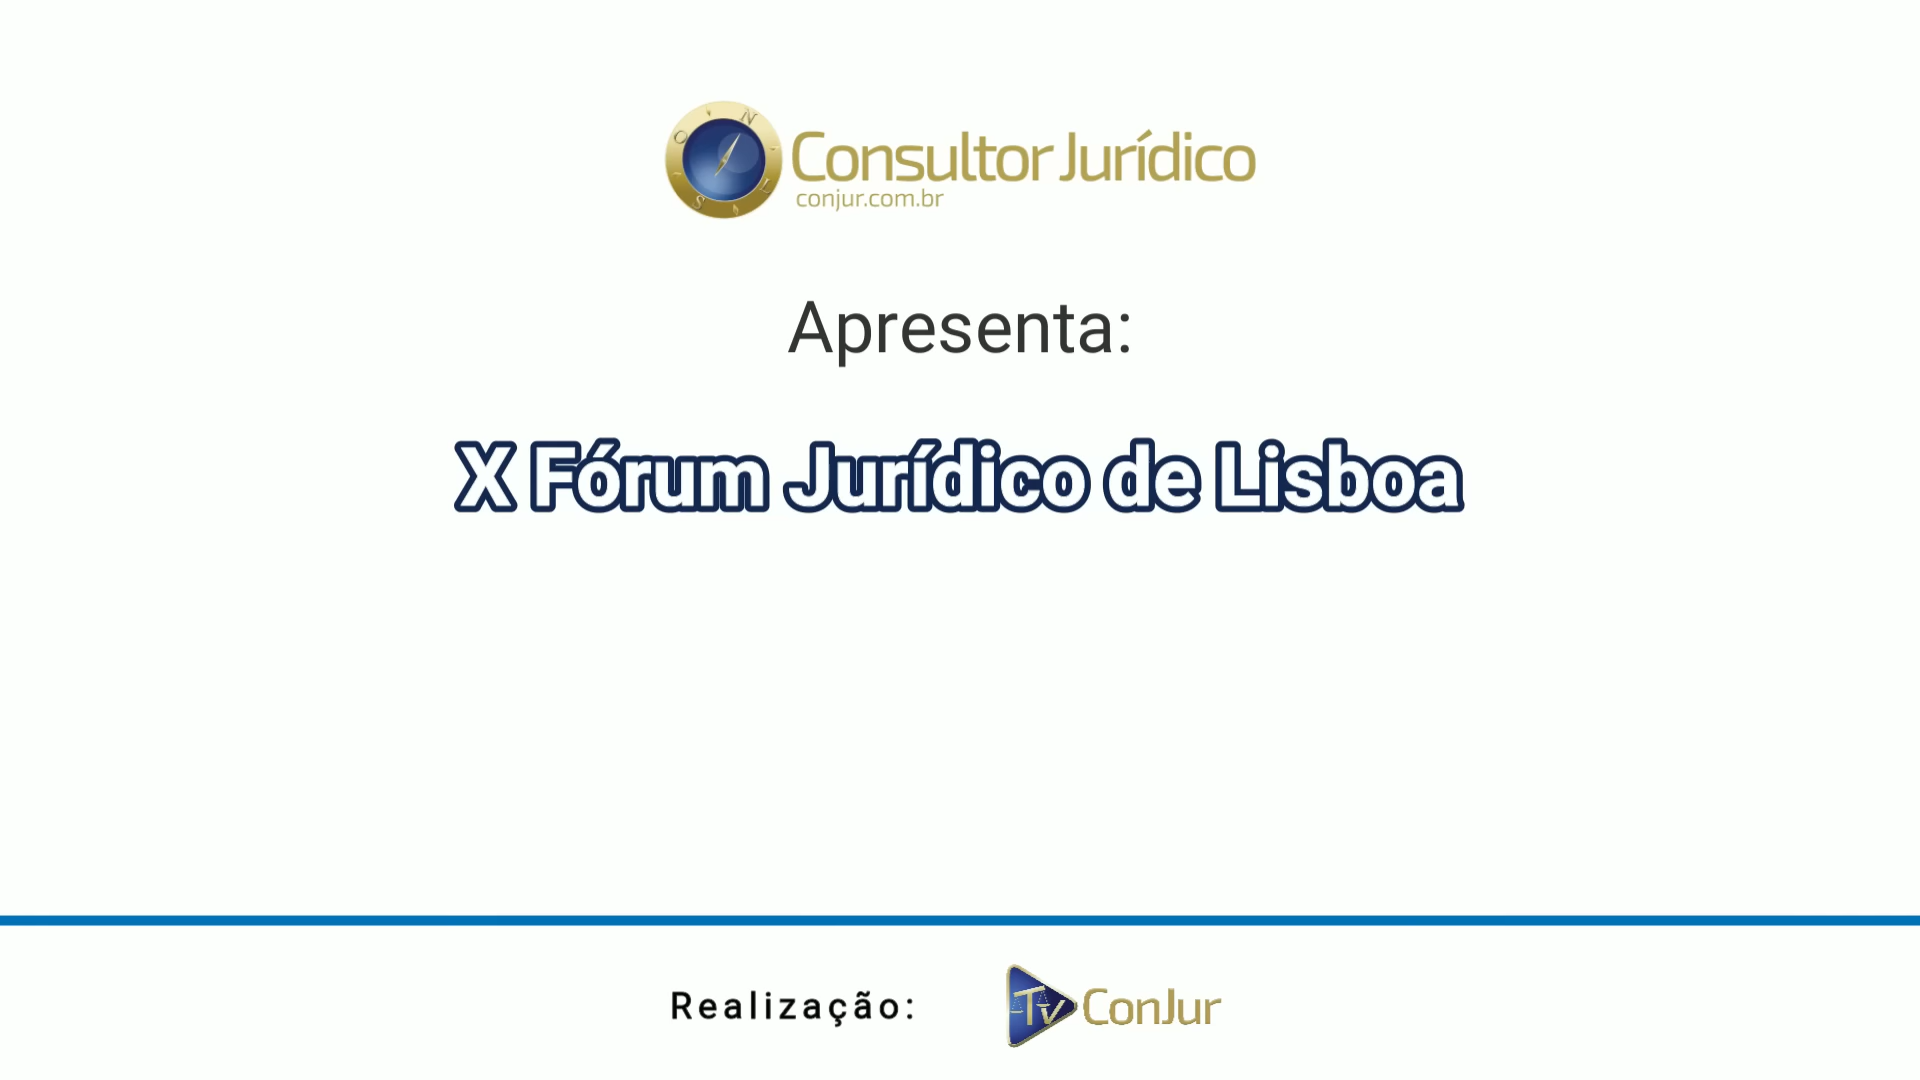 Consultor Jurídico
conjur.com.br
Apresenta:
X Fórum Jurídico de Lisboa
Realização:
Tv ConJur